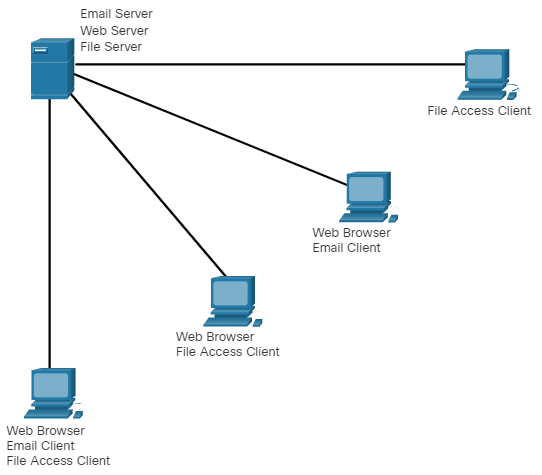 Email Server
Web Server
File Server
File Access Client
Web Browser
Email Client
Web Browser
File Access Client
Web Browser
Email Client
File Access Client